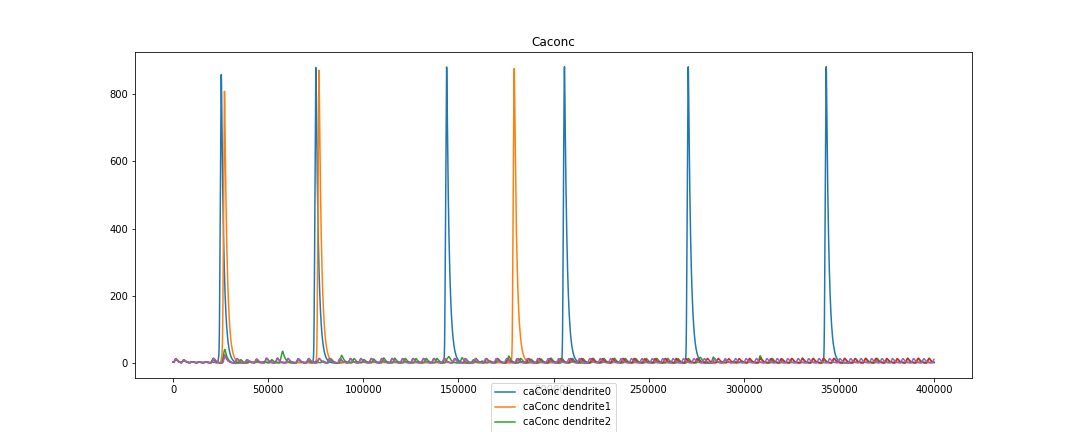 Caconc
800
600
400
200
0
0 50000 100000 150000 250000 300000 350000 400000
caConc dendrite0
caConc dendrite1
caConc dendrite2